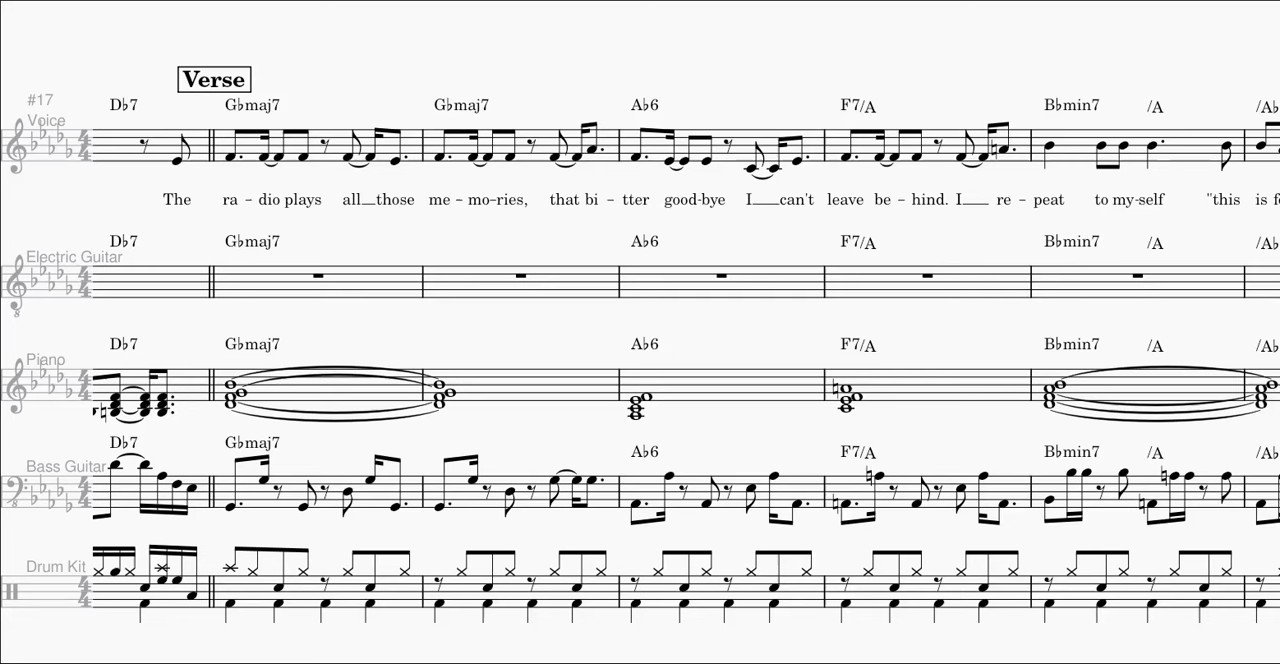 Verse
#17 D♭7 G♭maj7 G♭maj7 A♭6 F7/A B♭min7 /A /A♭
Voice
The ra – dio plays all__those me – mo-ries, that bi – tter good-bye I___can't leave be – hind. I___ re – peat to my-self "this is f
D♭7 G♭maj7 A♭6 F7/A B♭min7 /A /A♭
Electric Guitar
8
D♭7 G♭maj7 A♭6 F7/A B♭min7 /A /A♭
Piano
D♭7 G♭maj7 A♭6 F7/A B♭min7 /A /A♭
Bass Guitar
8
Drum Kit